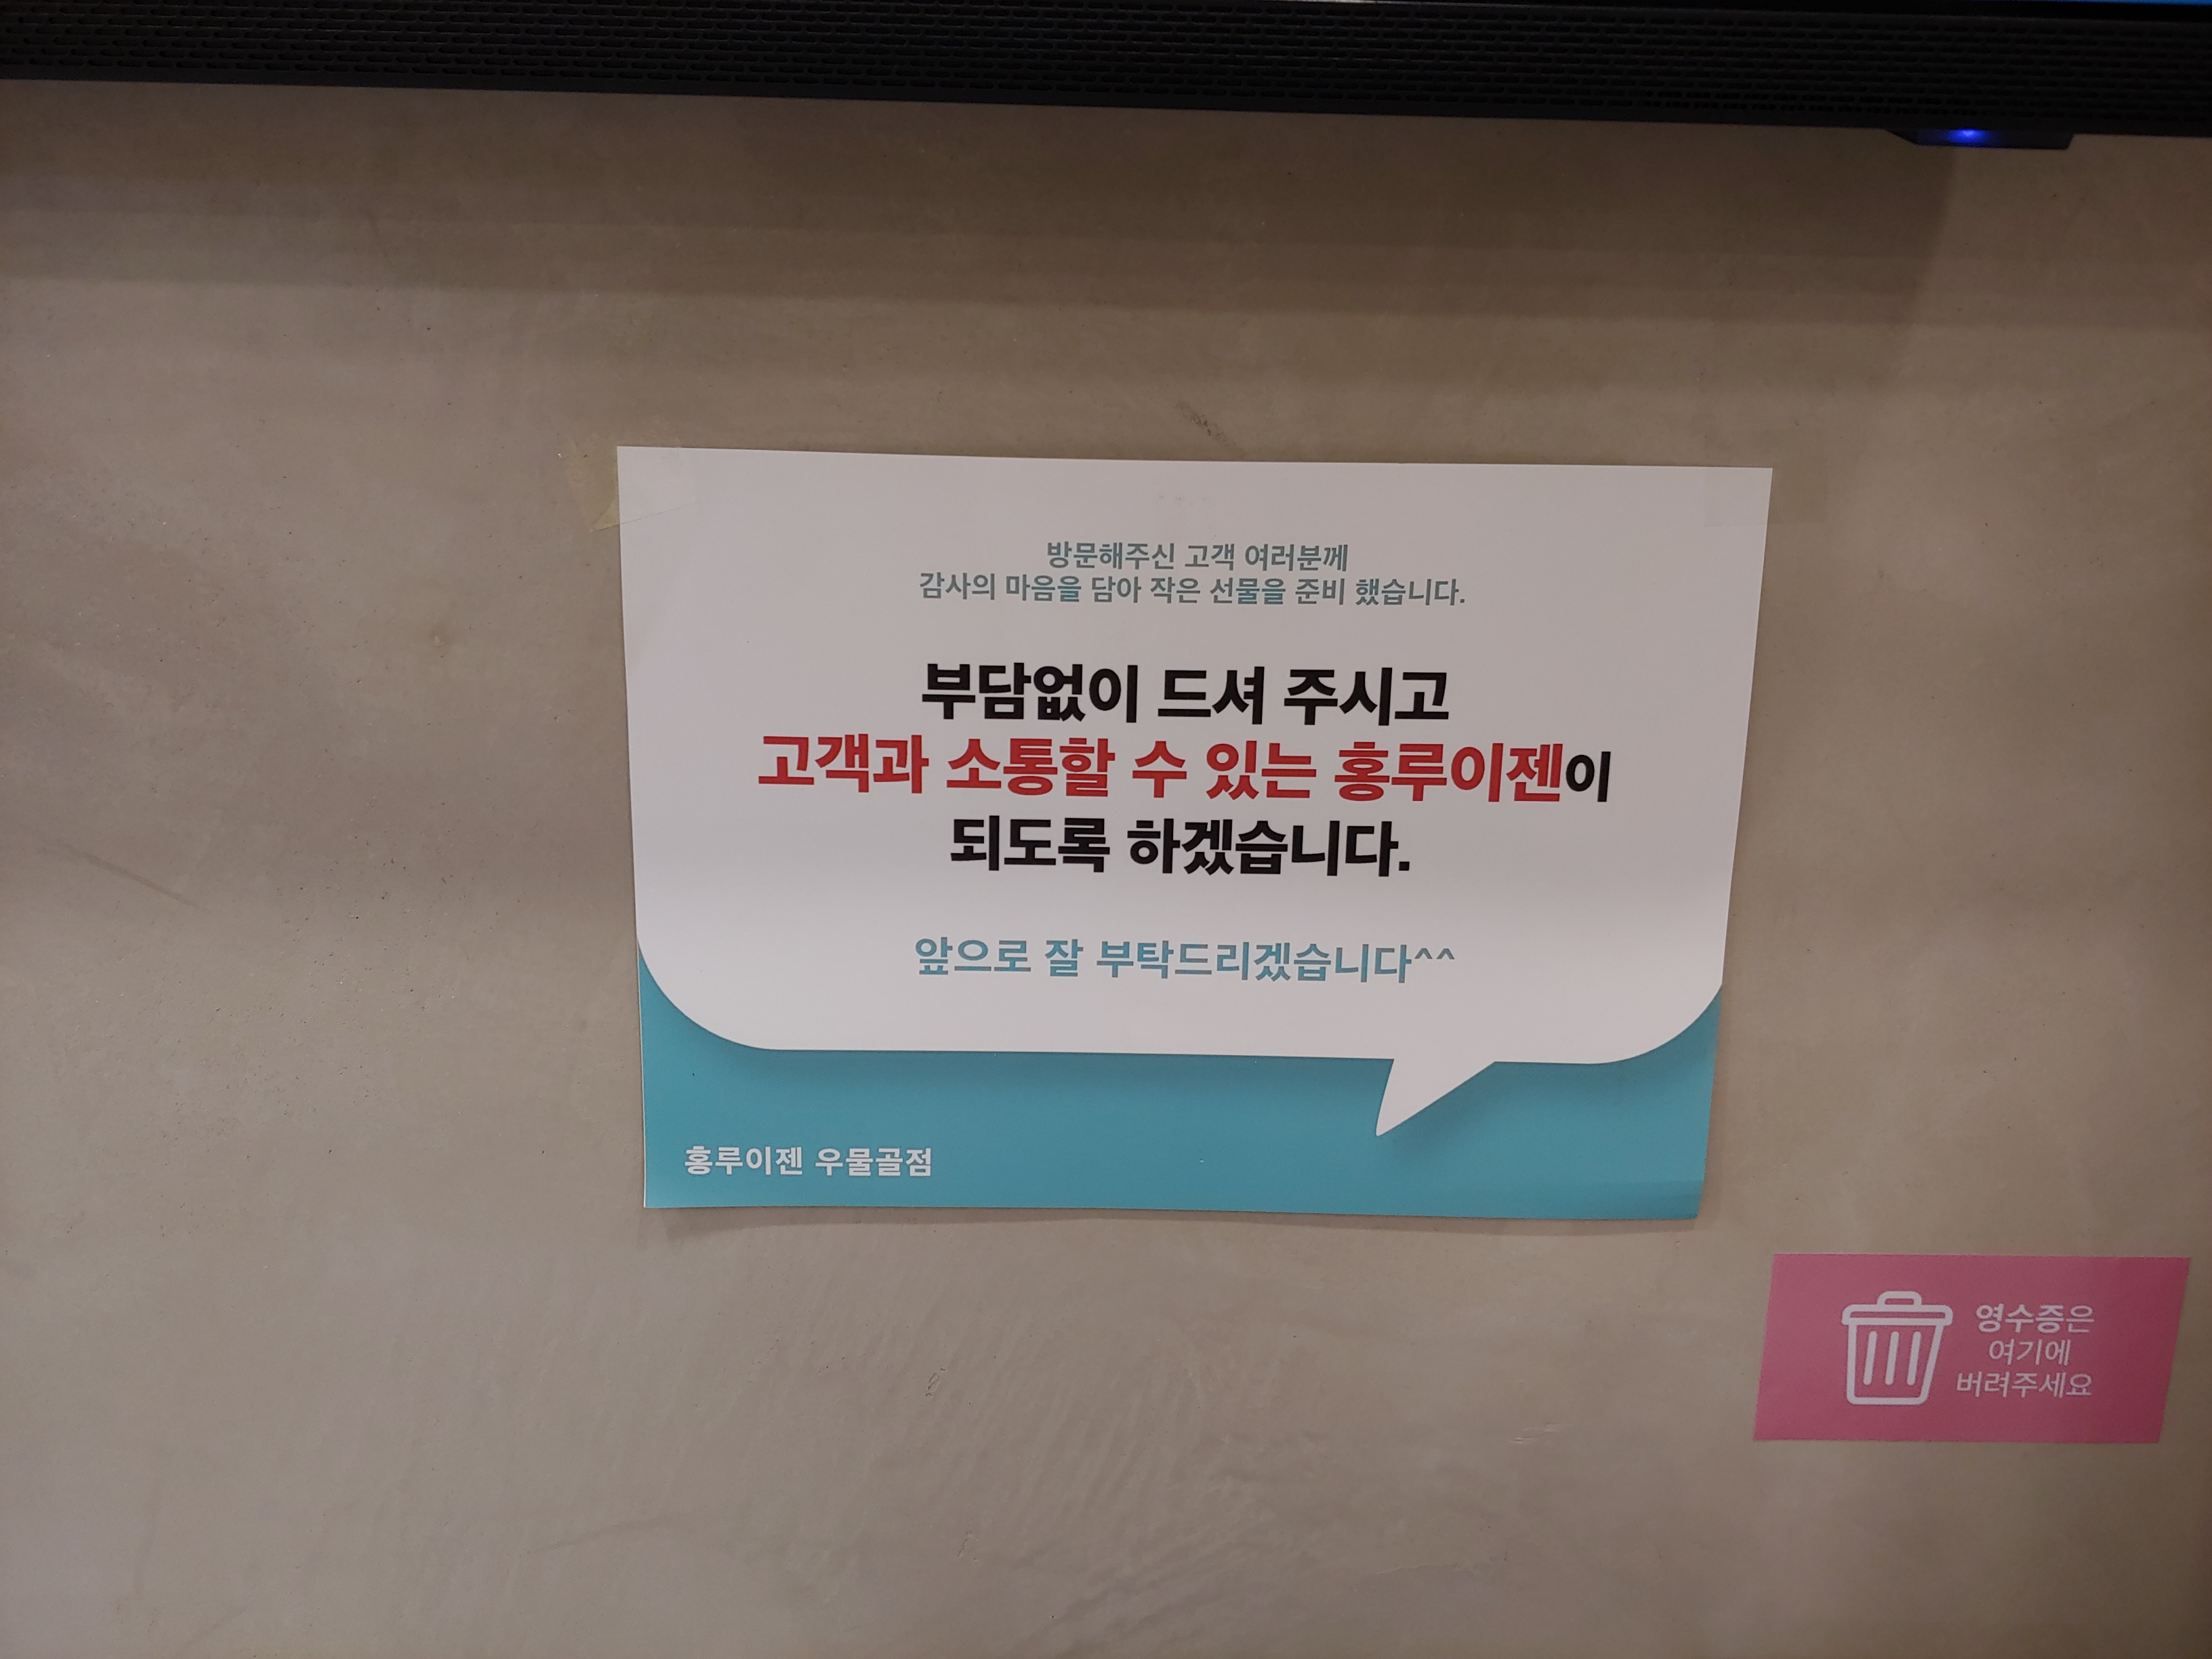 방문해주신 고객 여러분께
감사의 마음을 담아 작은 선물을 준비 했습니다.
부담없이 드셔 주시고
고객과 소통할 수 있는 홍루이젠이
되도록 하겠습니다.
앞으로 잘 부탁드리겠습니다^^
홍루이젠 우물골점
영수증은
여기에
버려주세요